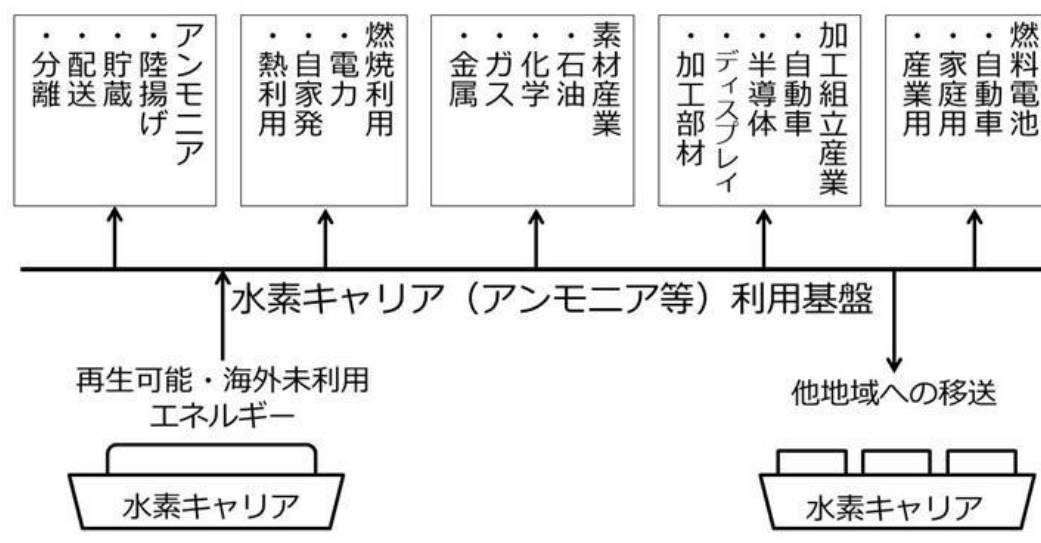 アンモニア
・陸揚げ
・貯蔵
・配送
・分離
燃焼利用
・電力
・自家発
・熱利用
素材産業
・石油
・化学
・ガス
・金属
加工組立産業
・自動車
・半導体
・ディスプレイ
・加工部材
燃料電池
・自動車
・家庭用
・産業用
水素キャリア（アンモニア等）利用基盤
再生可能・海外未利用
エネルギー
水素キャリア
他地域への移送
水素キャリア